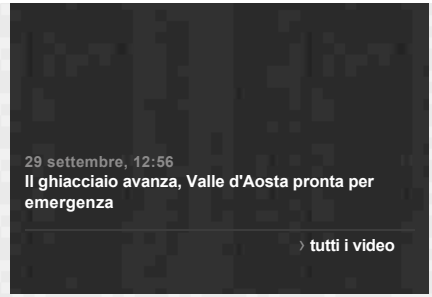 29 settembre, 12:56
Il ghiacciaio avanza, Valle d'Aosta pronta per
emergenza
› tutti i video